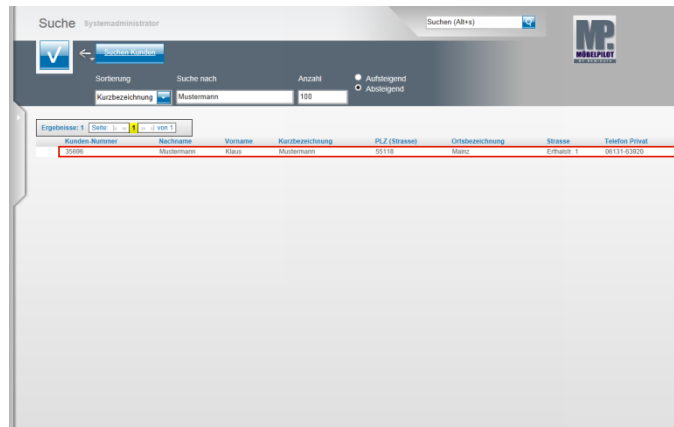 Suche Systemadministrator
Suchen (Alt+s)
MP.
MÖBELPILOT
Suchen Kunden
Sortierung Suche nach Anzahl Aufsteigend
Absteigend
Kurzbezeichnung Mustermann 100
Ergebnisse: 1 Seite: 1 von 1
Kunden-Nummer Nachname Vorname Kurzbezeichnung PLZ (Strasse) Ortsbezeichnung Strasse Telefon Privat
35696 Mustermann Klaus Mustermann 55118 Mainz Erthalstr. 1 06131-63920